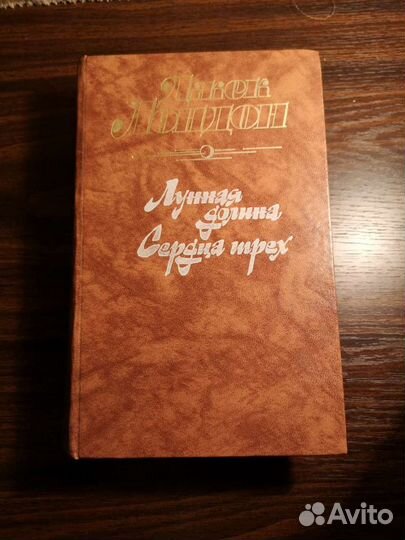 Джек
Лондон
Лунная
долина
Сердца трех
Avito